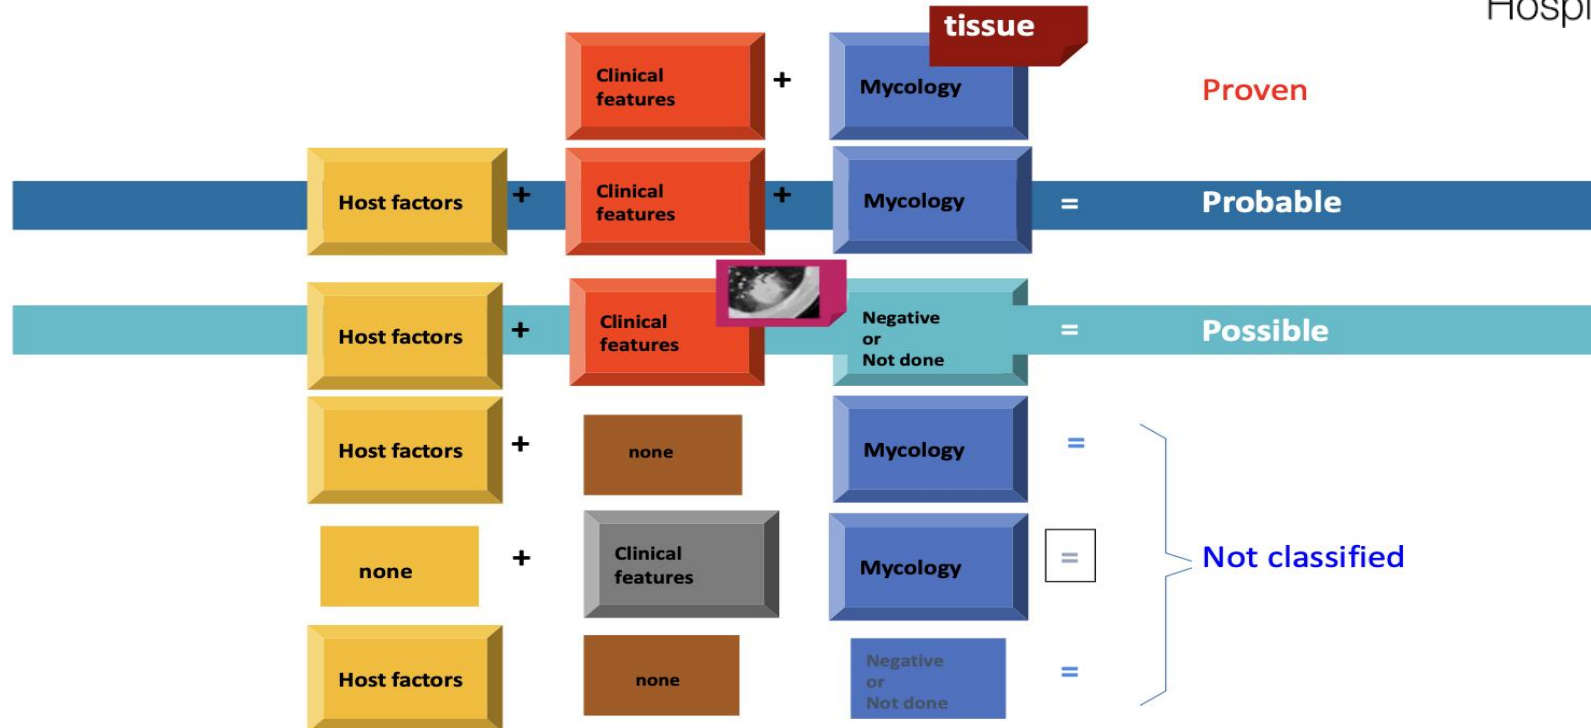 Hospi
tissue
Clinical
features
+
Mycology
Proven
Host factors
+
Clinical
features
+
Mycology
=
Probable
Host factors
+
Clinical
features
Negative
or
Not done
=
Possible
Host factors
+
none
Mycology
=
none
+
Clinical
features
Mycology
=
Not classified
Host factors
none
Negative
or
Not done
=